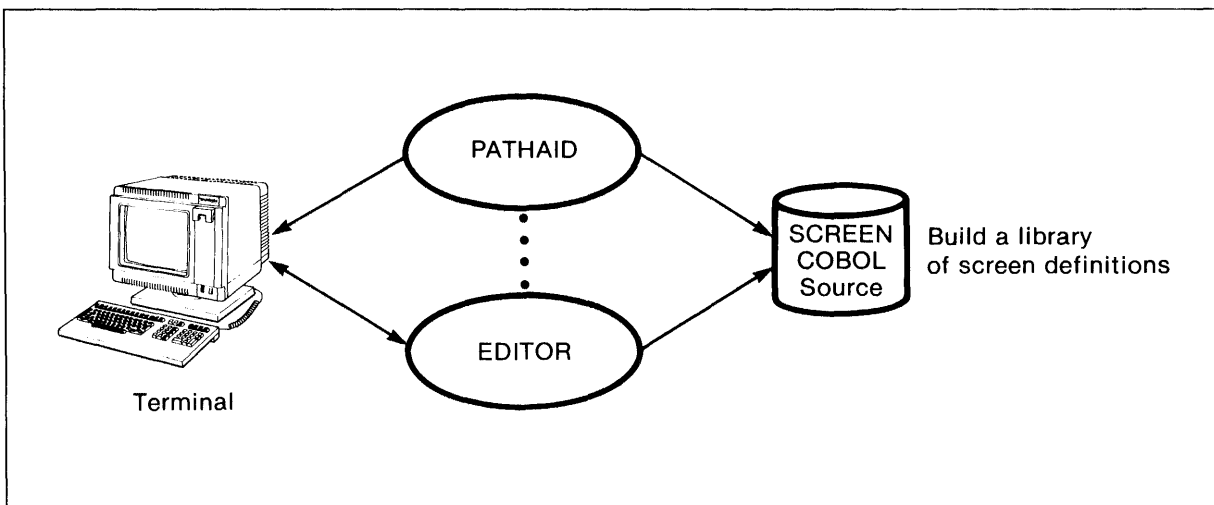 PATHAID
SCREEN
COBOL
Source
Build a library
of screen definitions
EDITOR
Terminal